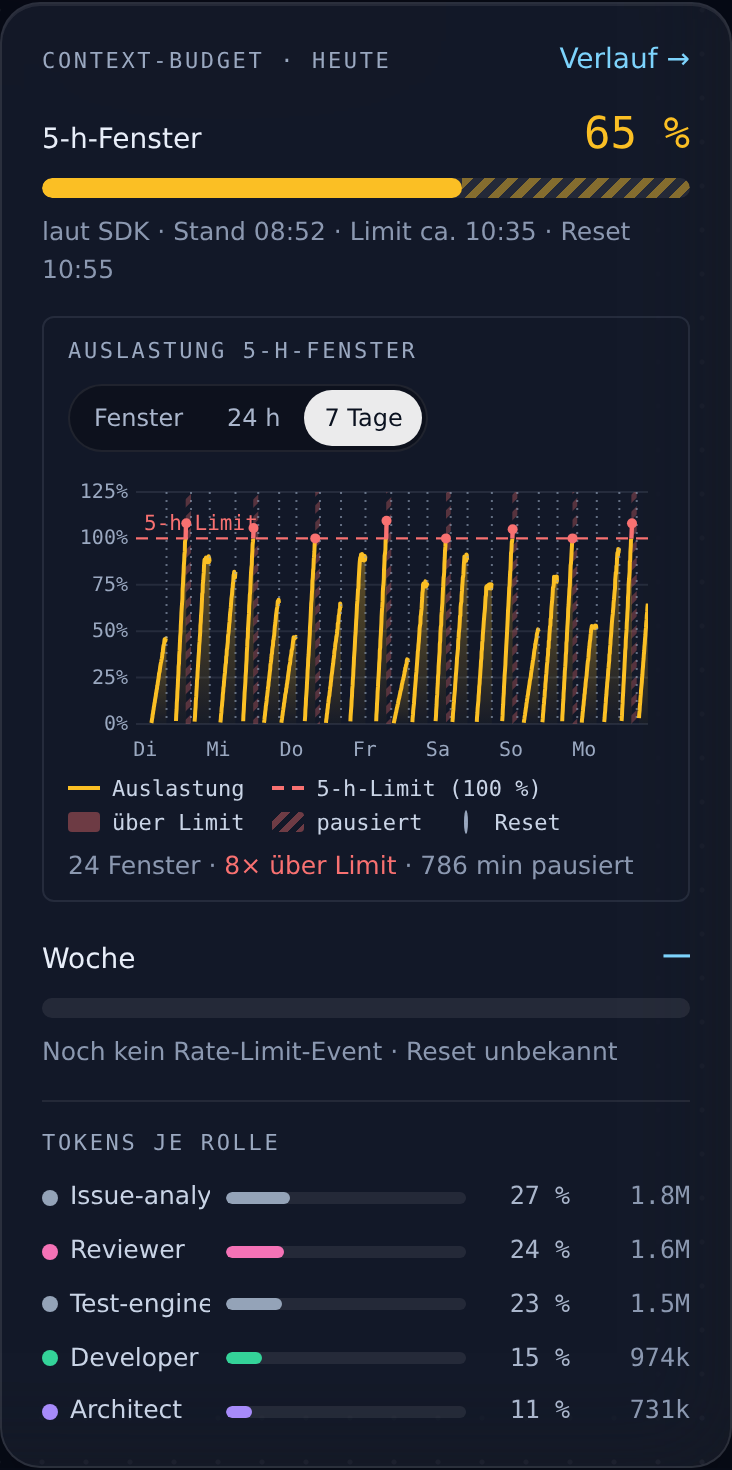 CONTEXT-BUDGET · HEUTE
Verlauf →
5-h-Fenster
65 %
laut SDK · Stand 08:52 · Limit ca. 10:35 · Reset
10:55
AUSLASTUNG 5-H-FENSTER
Fenster 24 h 7 Tage
125%
5-h-Limit
100%
75%
50%
25%
0%
Di Mi Do Fr Sa So Mo
Auslastung 5-h-Limit (100 %)
über Limit pausiert Reset
24 Fenster · 8× über Limit · 786 min pausiert
Woche —
Noch kein Rate-Limit-Event · Reset unbekannt
TOKENS JE ROLLE
Issue-analy 27 % 1.8M
Reviewer 24 % 1.6M
Test-engine 23 % 1.5M
Developer 15 % 974k
Architect 11 % 731k